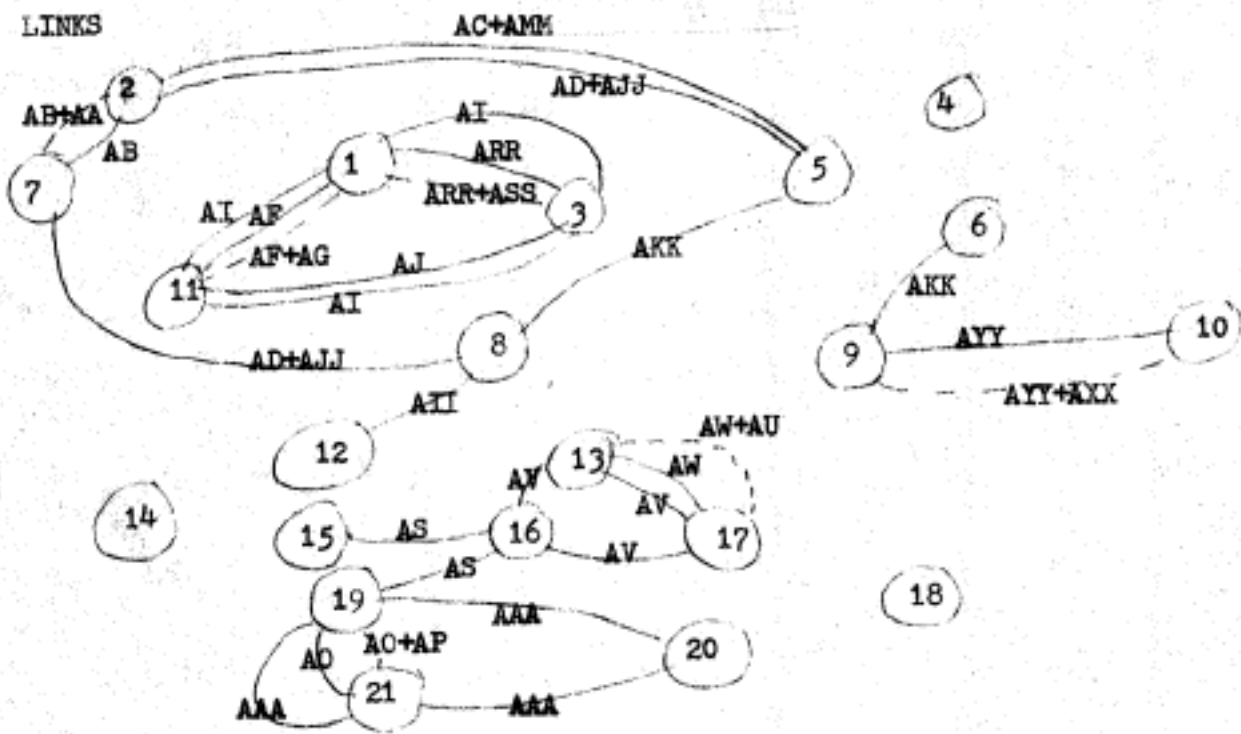 LINKS
AC+AMM
2
AD+AJJ
4
AB+AA
AI
AB
1
ARR
5
7
ARR+ASS
3
AI
AF
6
AF+AG
AJ
AKK
11
AI
AKK
8
9
AYY
10
AD+AJJ
AYY+AXX
AII
12
AW+AU
13
AW
AV
AV
14
15
AS
16
AV
17
AS
19
18
AAA
AO+AP
20
AO
21
AAA
AAA